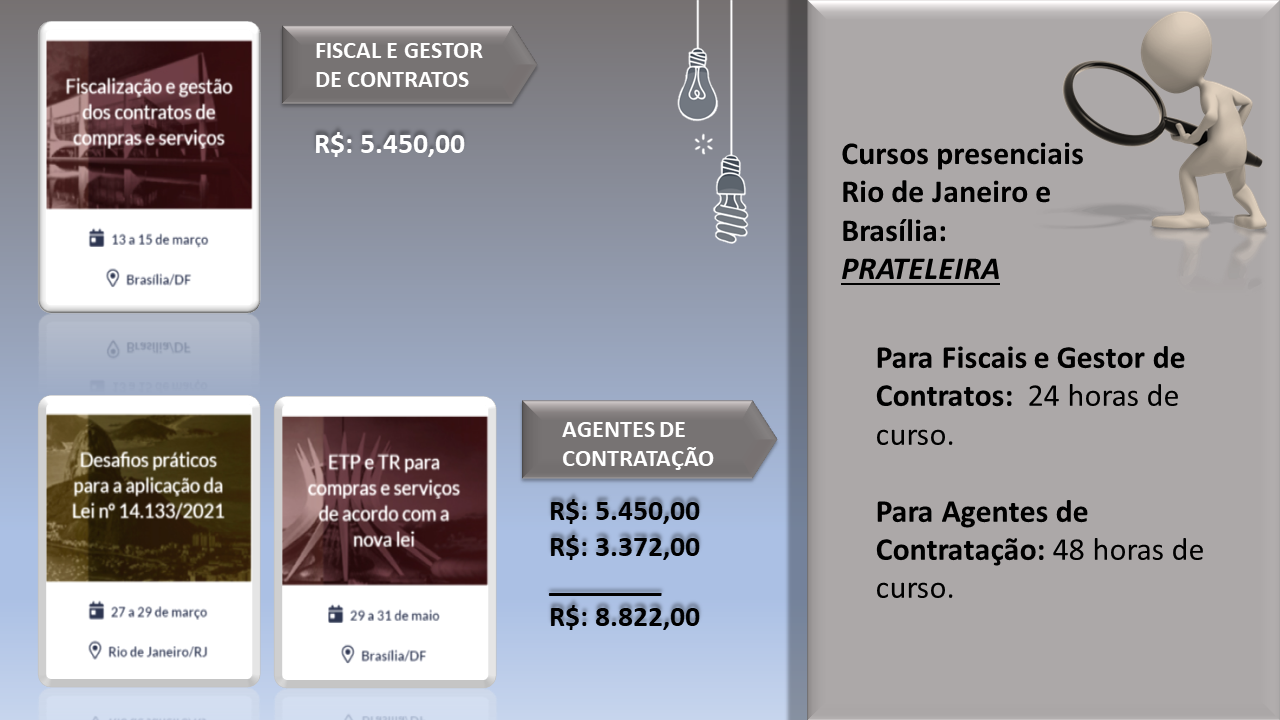 Fiscalização e gestão
dos contratos de
compras e serviços
13 a 15 de março
Brasília/DF
FISCAL E GESTOR
DE CONTRATOS
R$: 5.450,00
Desafios práticos
para a aplicação da
Lei nº 14.133/2021
27 a 29 de março
Rio de Janeiro/RJ
ETP e TR para
compras e serviços
de acordo com a
nova lei
29 a 31 de maio
Brasília/DF
AGENTES DE
CONTRATAÇÃO
R$: 5.450,00
R$: 3.372,00
R$: 8.822,00
Cursos presenciais
Rio de Janeiro e
Brasília:
PRATELEIRA
Para Fiscais e Gestor de
Contratos: 24 horas de
curso.
Para Agentes de
Contratação: 48 horas de
curso.